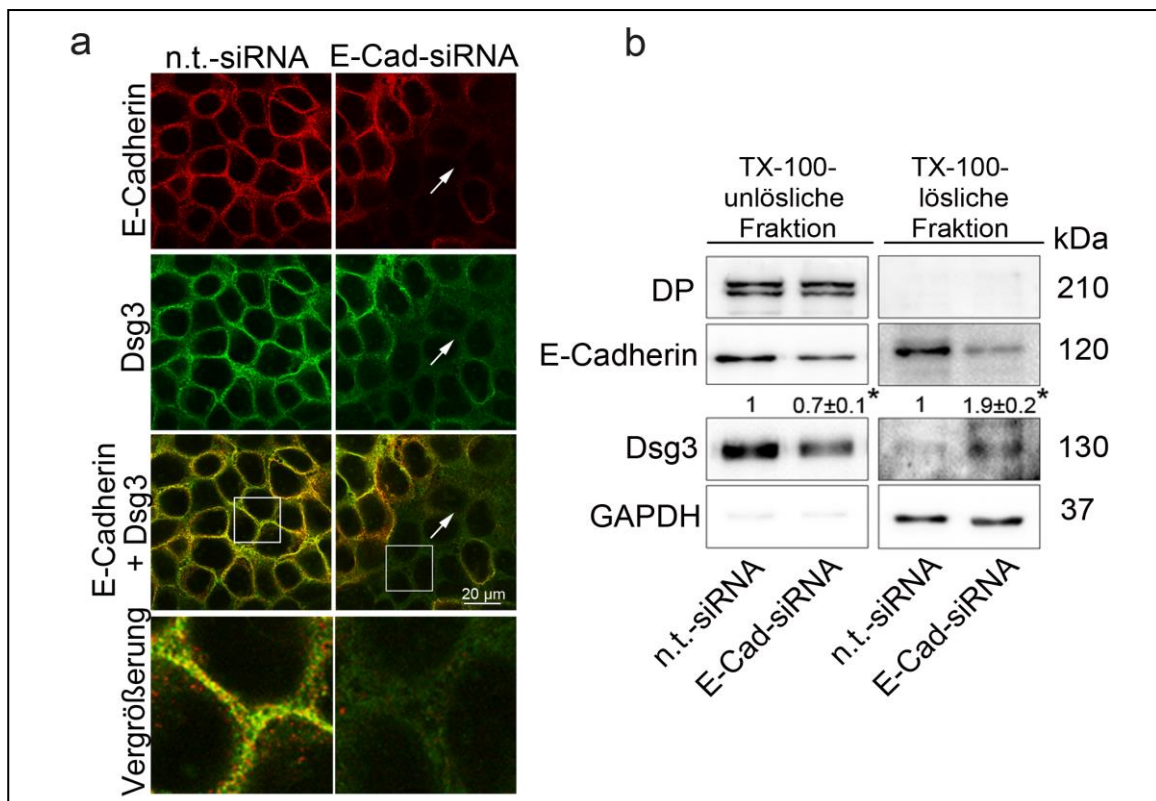 a
n.t.-siRNA E-Cad-siRNA
E-Cadherin
Dsg3
E-Cadherin
+ Dsg3
20 µm
Vergrößerung
b
TX-100-
unlösliche
Fraktion
TX-100-
lösliche
Fraktion
kDa
DP 210
E-Cadherin 120
1 0.7±0.1* 1 1.9±0.2*
Dsg3 130
GAPDH 37
n.t.-siRNA
E-Cad-siRNA
n.t.-siRNA
E-Cad-siRNA